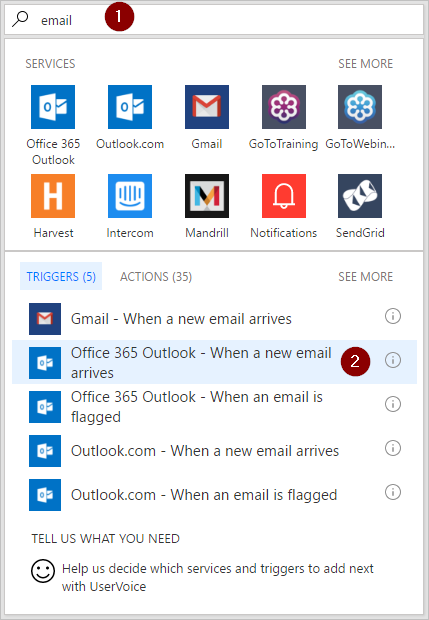 email
1
SERVICES SEE MORE
Office 365 Outlook.com Gmail GoToTraining GoToWebin...
Outlook
Harvest Intercom Mandrill Notifications SendGrid
TRIGGERS (5) ACTIONS (35) SEE MORE
Gmail - When a new email arrives
Office 365 Outlook - When a new email
arrives
2
Office 365 Outlook - When an email is
flagged
Outlook.com - When a new email arrives
Outlook.com - When an email is flagged
TELL US WHAT YOU NEED
Help us decide which services and triggers to add next
with UserVoice